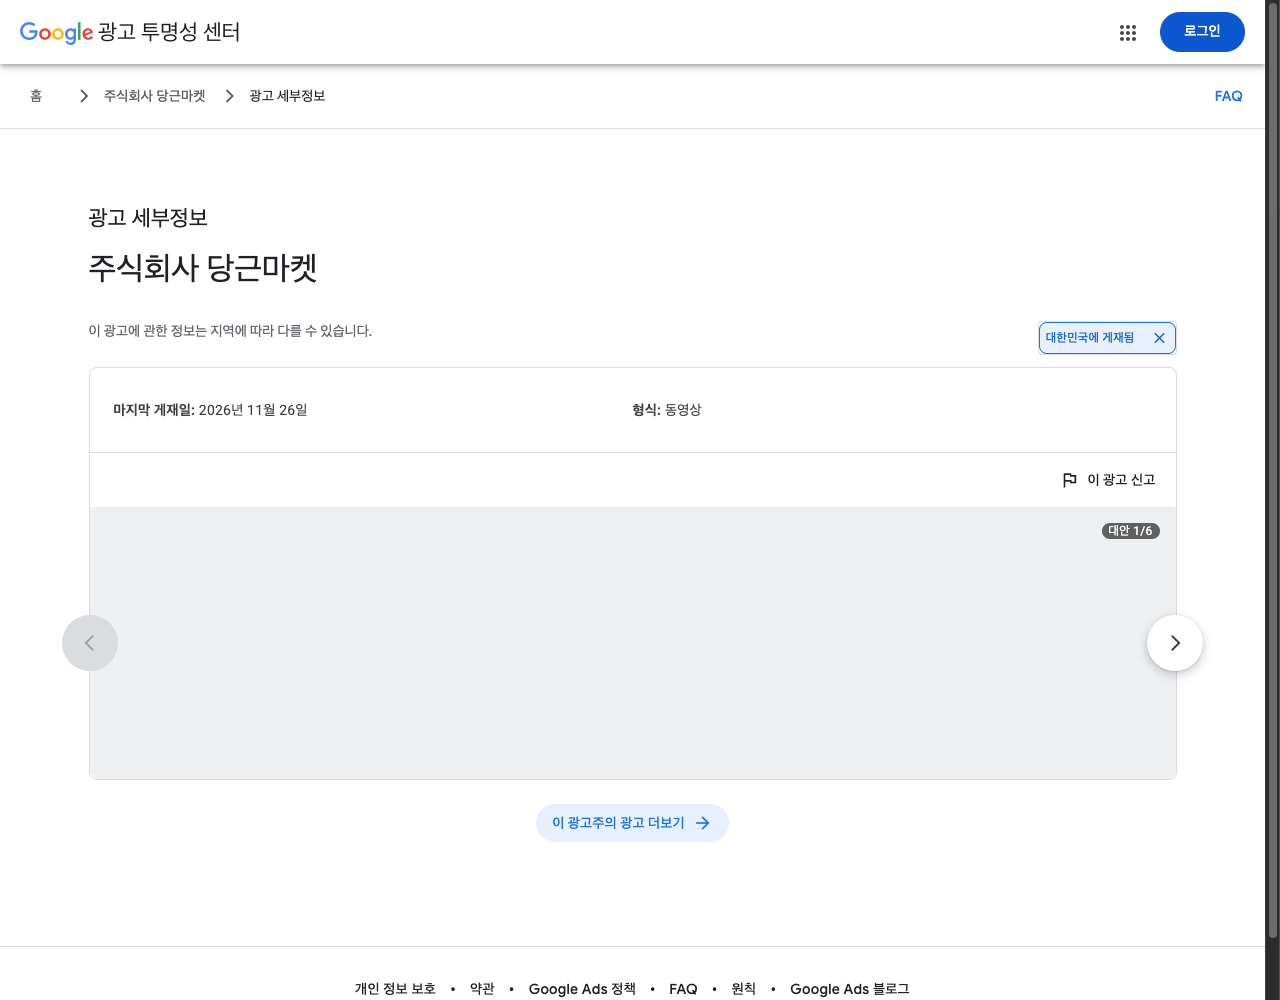 Google 광고 투명성 센터
로그인
홈
주식회사 당근마켓
광고 세부정보
FAQ
광고 세부정보
주식회사 당근마켓
이 광고에 관한 정보는 지역에 따라 다를 수 있습니다.
대한민국에 게재됨
마지막 게재일: 2026년 11월 26일
형식: 동영상
이 광고 신고
대안 1/6
이 광고주의 광고 더보기
개인 정보 보호 • 약관 • Google Ads 정책 • FAQ • 원칙 • Google Ads 블로그